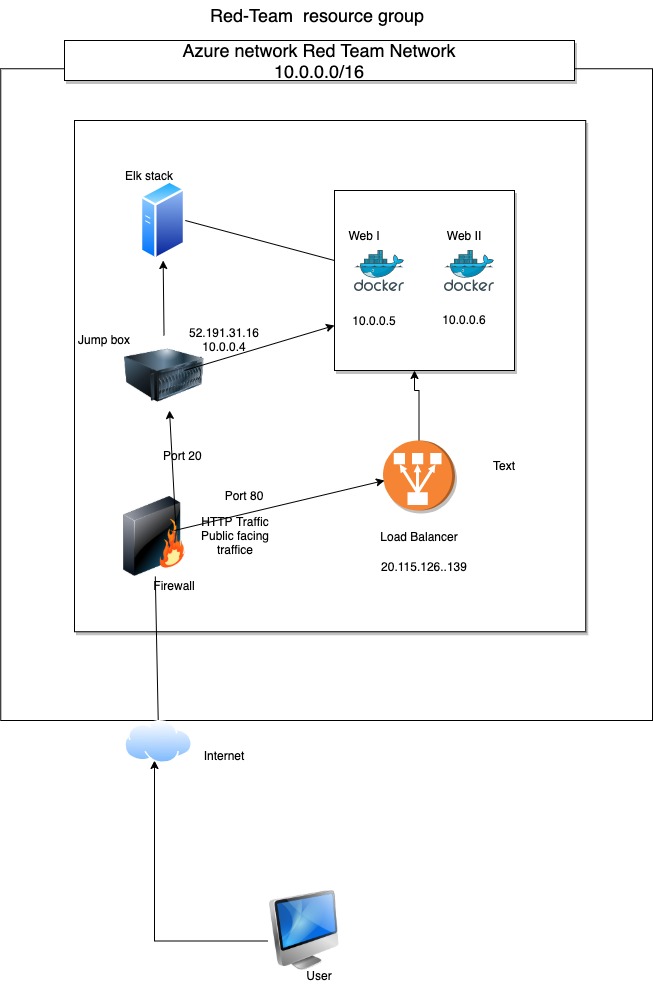 Red-Team  resource group
Azure network Red Team Network
10.0.0.0/16
Elk stack
Web I
Web II
docker
docker
10.0.0.5
10.0.0.6
52.191.31.16
10.0.0.4
Jump box
Port 20
Text
Port 80
HTTP Traffic
Public facing
traffice
Load Balancer
20.115.126..139
Firewall
Internet
User